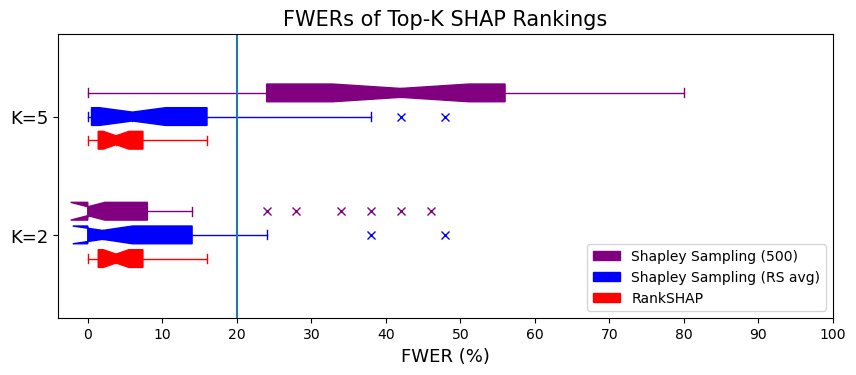 FWERs of Top-K SHAP Rankings
K=5
K=2
Shapley Sampling (500)
Shapley Sampling (RS avg)
RankSHAP
0 10 20 30 40 50 60 70 80 90 100
FWER (%)